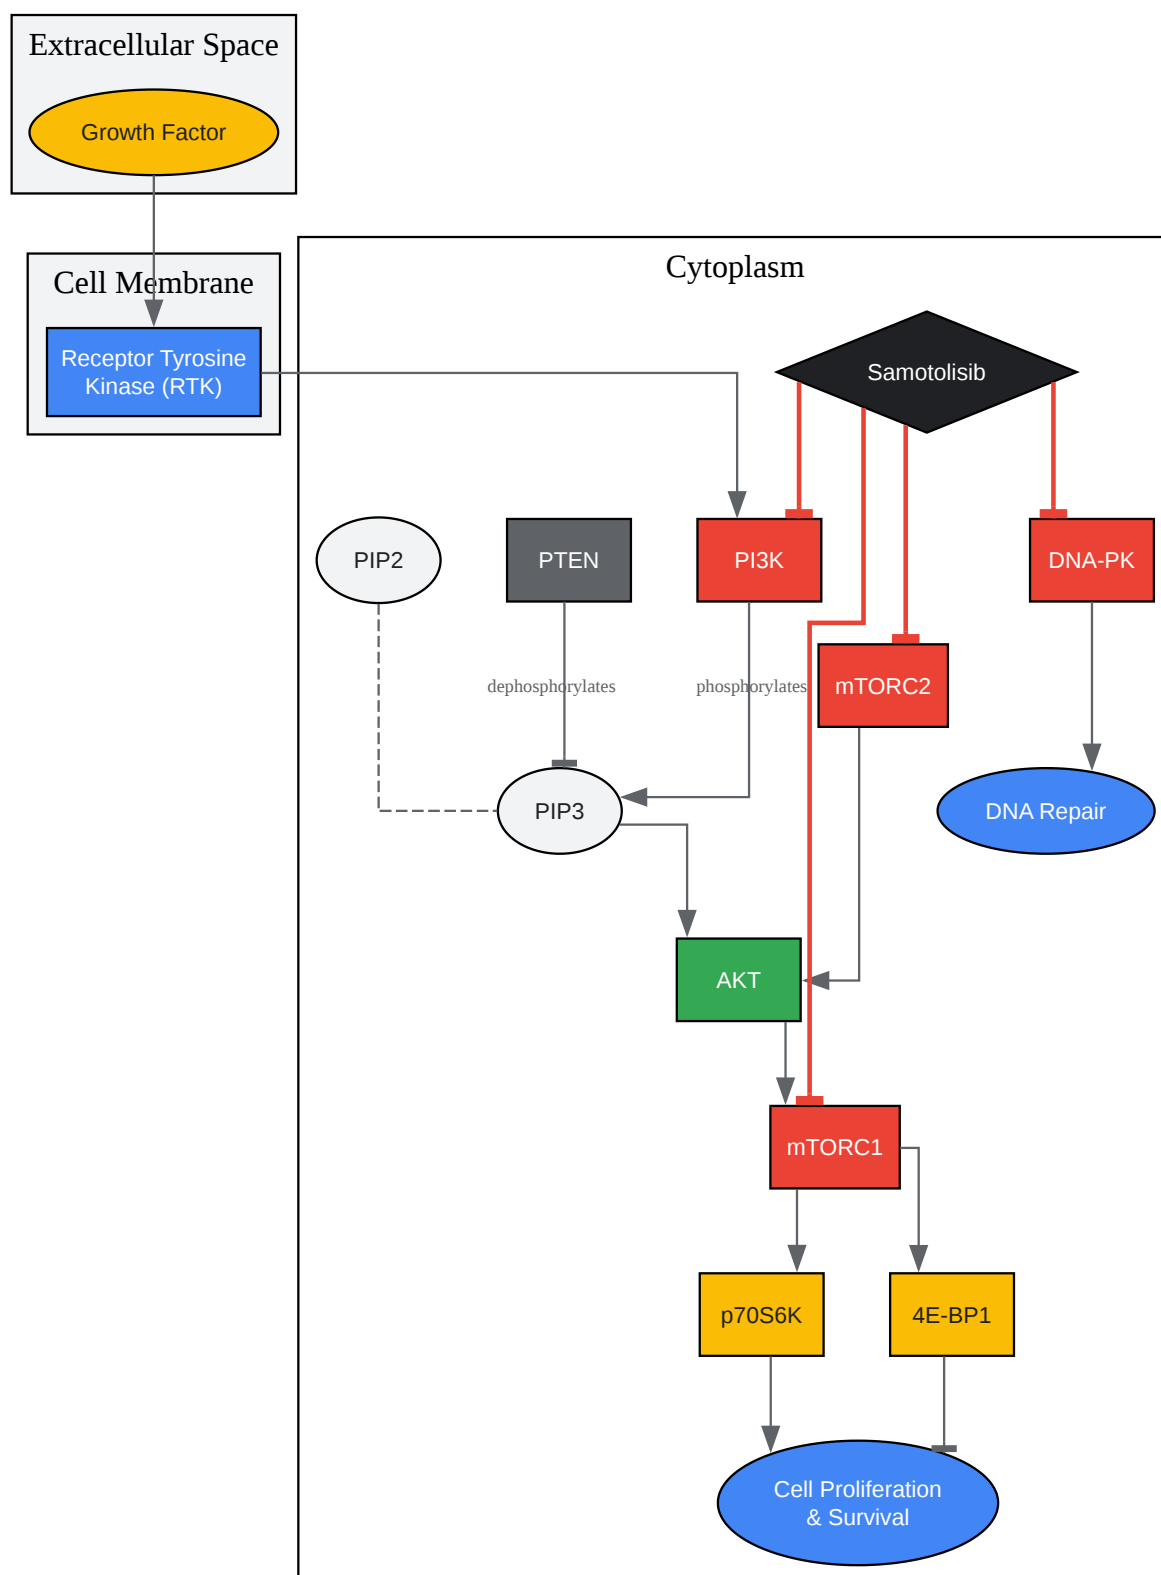 Extracellular Space
Growth Factor
Cell Membrane
Receptor Tyrosine
Kinase (RTK)
Cytoplasm
Samotolisib
PIP2
PTEN
PI3K
DNA-PK
dephosphorylates
phosphorylates
mTORC2
PIP3
DNA Repair
AKT
mTORC1
p70S6K
4E-BP1
Cell Proliferation
& Survival